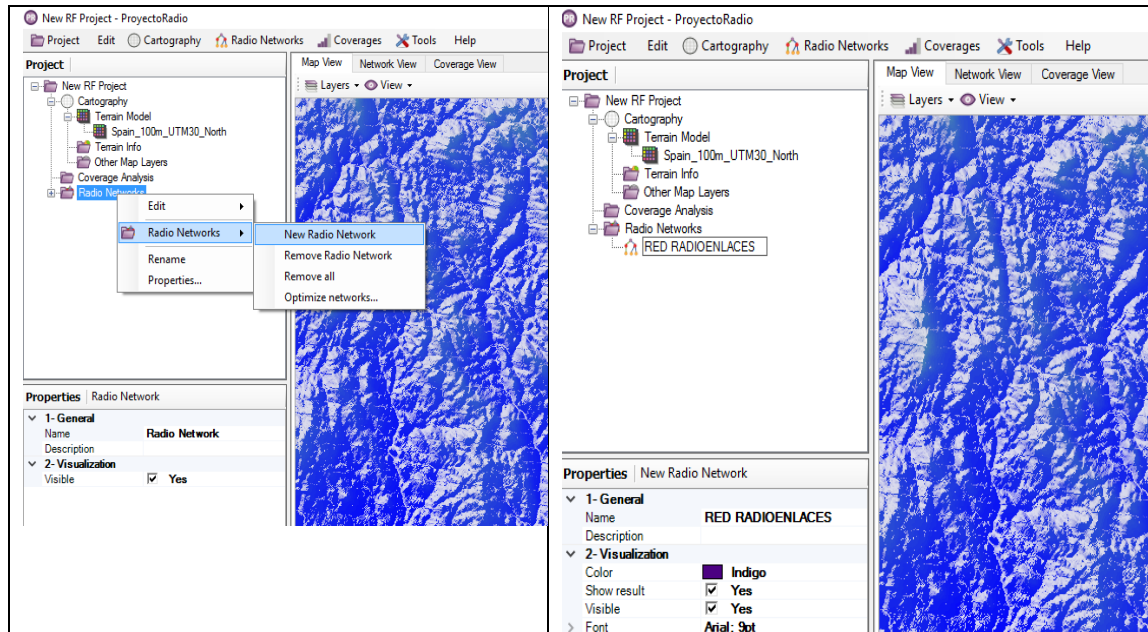 New RF Project - ProyectoRadio
Project Edit Cartography Radio Networks Coverages Tools Help
Project
Map View Network View Coverage View
Layers View
New RF Project
Cartography
Terrain Model
Spain_100m_UTM30_North
Terrain Info
Other Map Layers
Coverage Analysis
Radio Networks
Edit
Radio Networks
Rename
Properties...
New Radio Network
Remove Radio Network
Remove all
Optimize networks...
Properties Radio Network
1- General
Name Radio Network
Description
2- Visualization
Visible Yes
New RF Project - ProyectoRadio
Project Edit Cartography Radio Networks Coverages Tools Help
Project
Map View Network View Coverage View
Layers View
New RF Project
Cartography
Terrain Model
Spain_100m_UTM30_North
Terrain Info
Other Map Layers
Coverage Analysis
Radio Networks
RED RADIOENLACES
Properties New Radio Network
1- General
Name RED RADIOENLACES
Description
2- Visualization
Color Indigo
Show result Yes
Visible Yes
Font Arial; 9pt